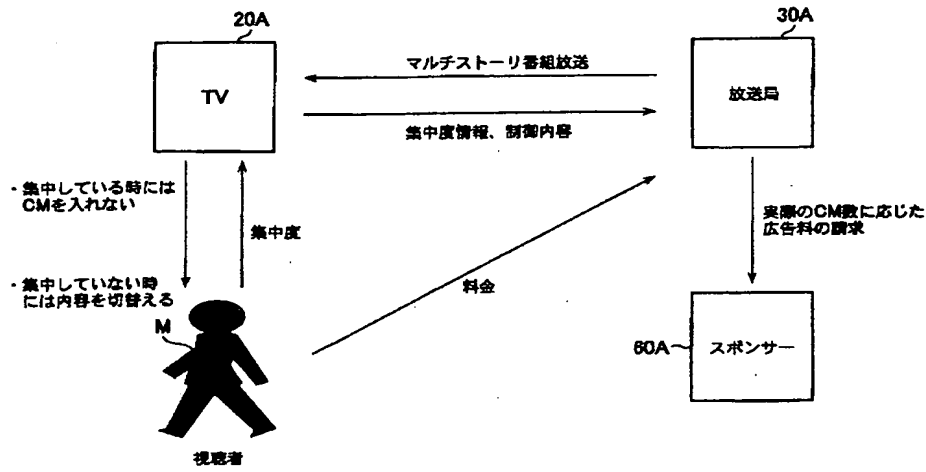 20A
30A
TV
マルチストーリ番組放送
放送局
集中度情報、制御内容
・集中している時には
CMを入れない
集中度
実際のCM数に応じた
広告料の請求
・集中していない時
には内容を切替える
料金
M
60A
スポンサー
視聴者